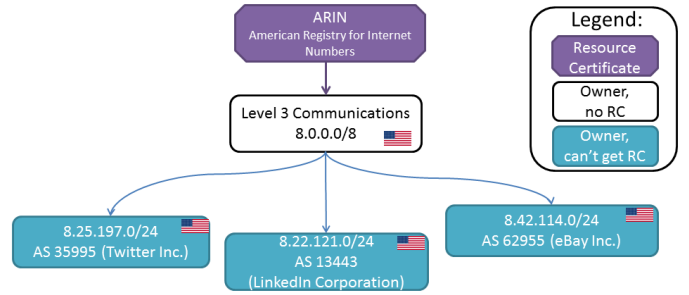 ARIN
American Registry for Internet
Numbers
Legend:
Resource
Certificate
Owner,
no RC
Owner,
can't get RC
Level 3 Communications
8.0.0.0/8
8.25.197.0/24
AS 35995 (Twitter Inc.)
8.22.121.0/24
AS 13443
(LinkedIn Corporation)
8.42.114.0/24
AS 62955 (eBay Inc.)